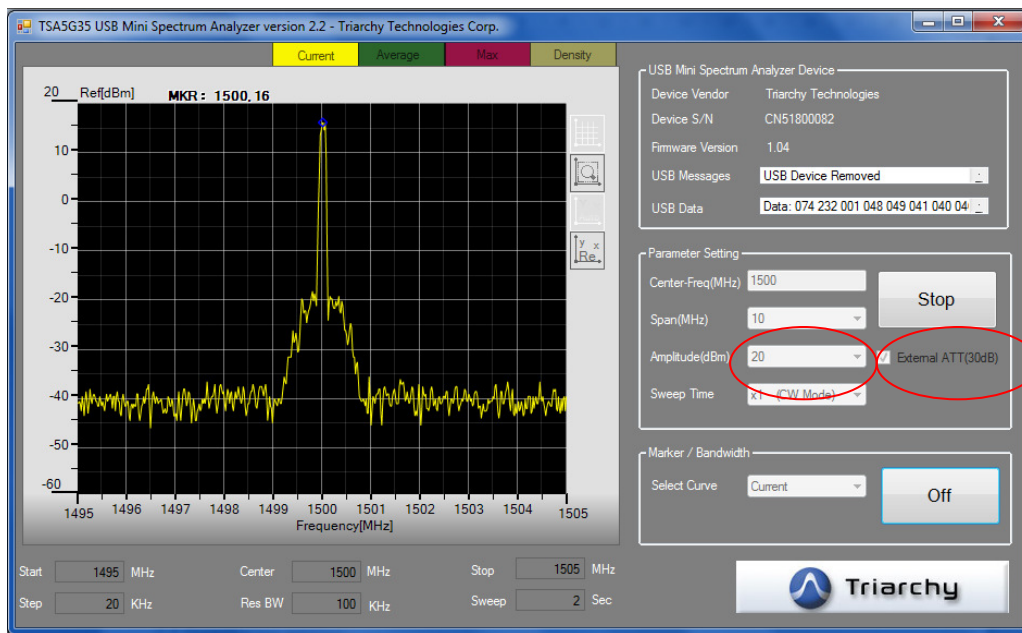 TSA5G35 USB Mini Spectrum Analyzer version 2.2 - Triarchy Technologies Corp.
Current Average Max Density
20 Ref[dBm] MKR: 1500,16
10
0
-10
-20
-30
-40
-50
-60
1495 1496 1497 1498 1499 1500 1501 1502 1503 1504 1505
Frequency[MHz]
y x
Re.
Start 1495 MHz Center 1500 MHz Stop 1505 MHz
Step 20 KHz Res BW 100 KHz Sweep 2 Sec
USB Mini Spectrum Analyzer Device
Device Vendor Triarchy Technologies
Device S/N CN51800082
Firmware Version 1.04
USB Messages USB Device Removed
USB Data Data: 074 232 001 048 049 041 040 04
Parameter Setting
Center-Freq(MHz) 1500
Stop
Span(MHz) 10
Amplitude(dBm) 20 External ATT(30dB)
Sweep Time x1 (CW Mode)
Marker / Bandwidth
Select Curve Current
Off
Triarchy